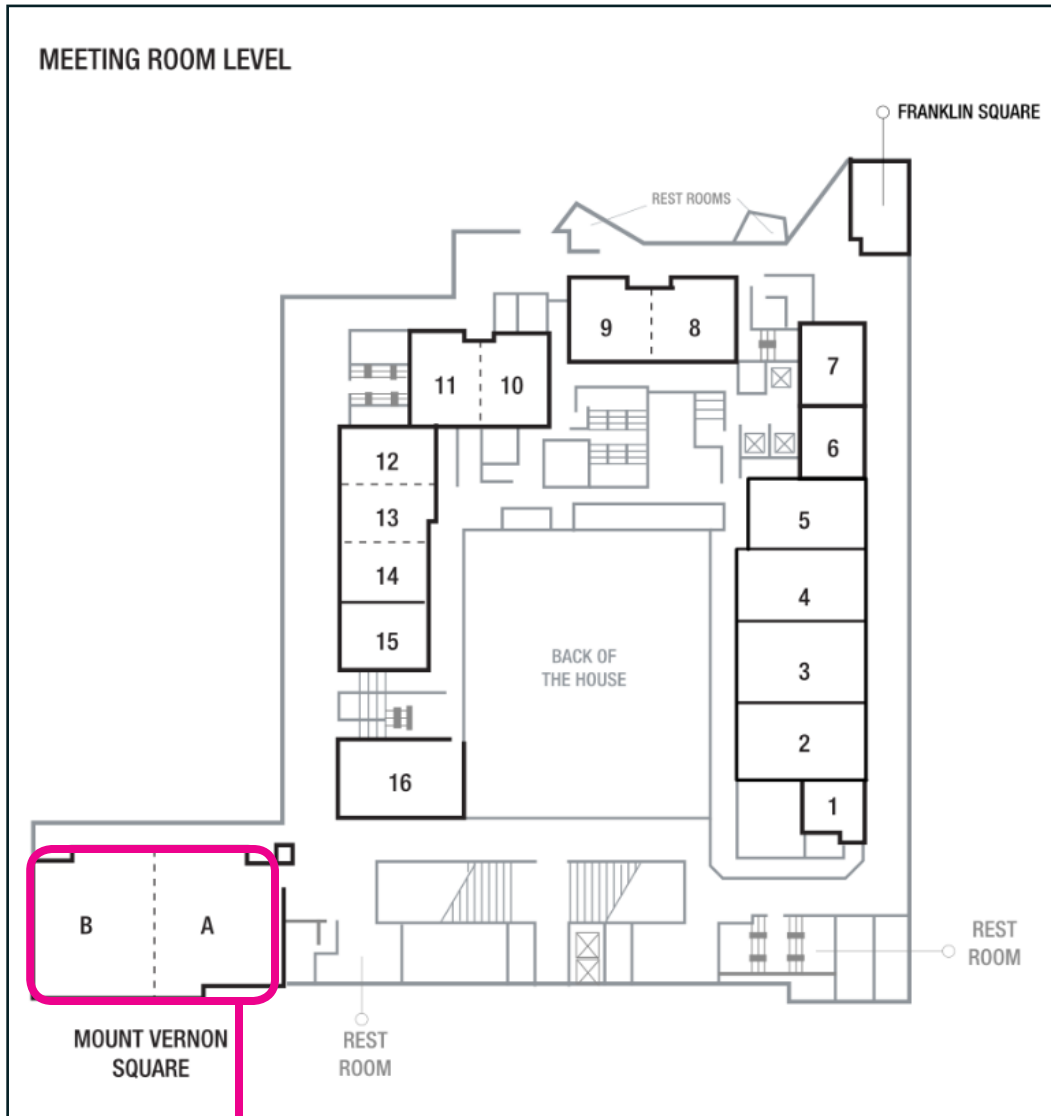 MEETING ROOM LEVEL
FRANKLIN SQUARE
REST ROOMS
9
8
7
11
10
6
12
5
13
14
4
15
BACK OF
THE HOUSE
3
2
16
1
B
A
REST
ROOM
MOUNT VERNON
SQUARE
REST
ROOM